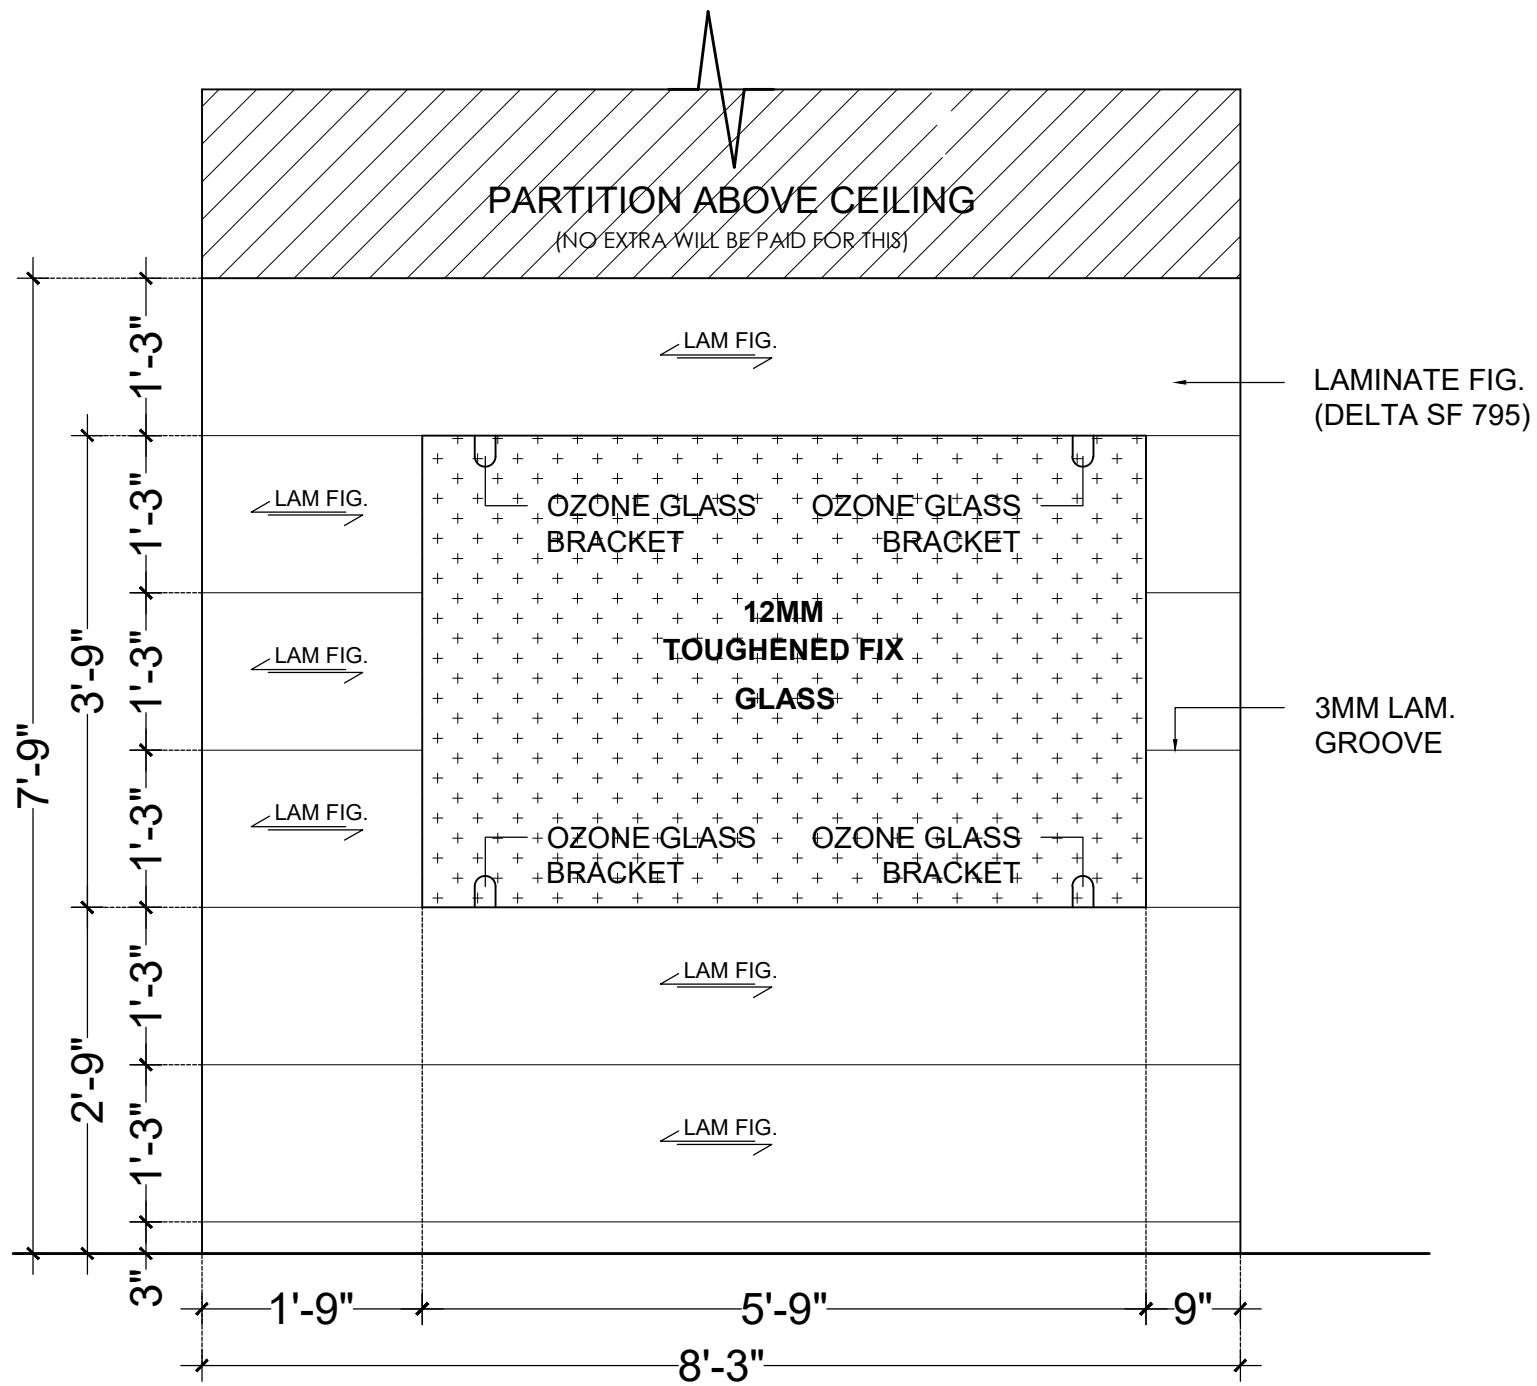 PARTITION ABOVE CEILING
(NO EXTRA WILL BE PAID FOR THIS)
LAM FIG.
LAMINATE FIG.
(DELTA SF 795)
LAM FIG.
OZONE GLASS
BRACKET
OZONE GLASS
BRACKET
12MM
TOUGHENED FIX
GLASS
LAM FIG.
3MM LAM.
GROOVE
LAM FIG.
OZONE GLASS
BRACKET
OZONE GLASS
BRACKET
LAM FIG.
LAM FIG.
7'-9"
3'-9"
2'-9"
1'-3"
1'-3"
1'-3"
1'-3"
1'-3"
1'-3"
3"
1'-9"
5'-9"
9"
8'-3"